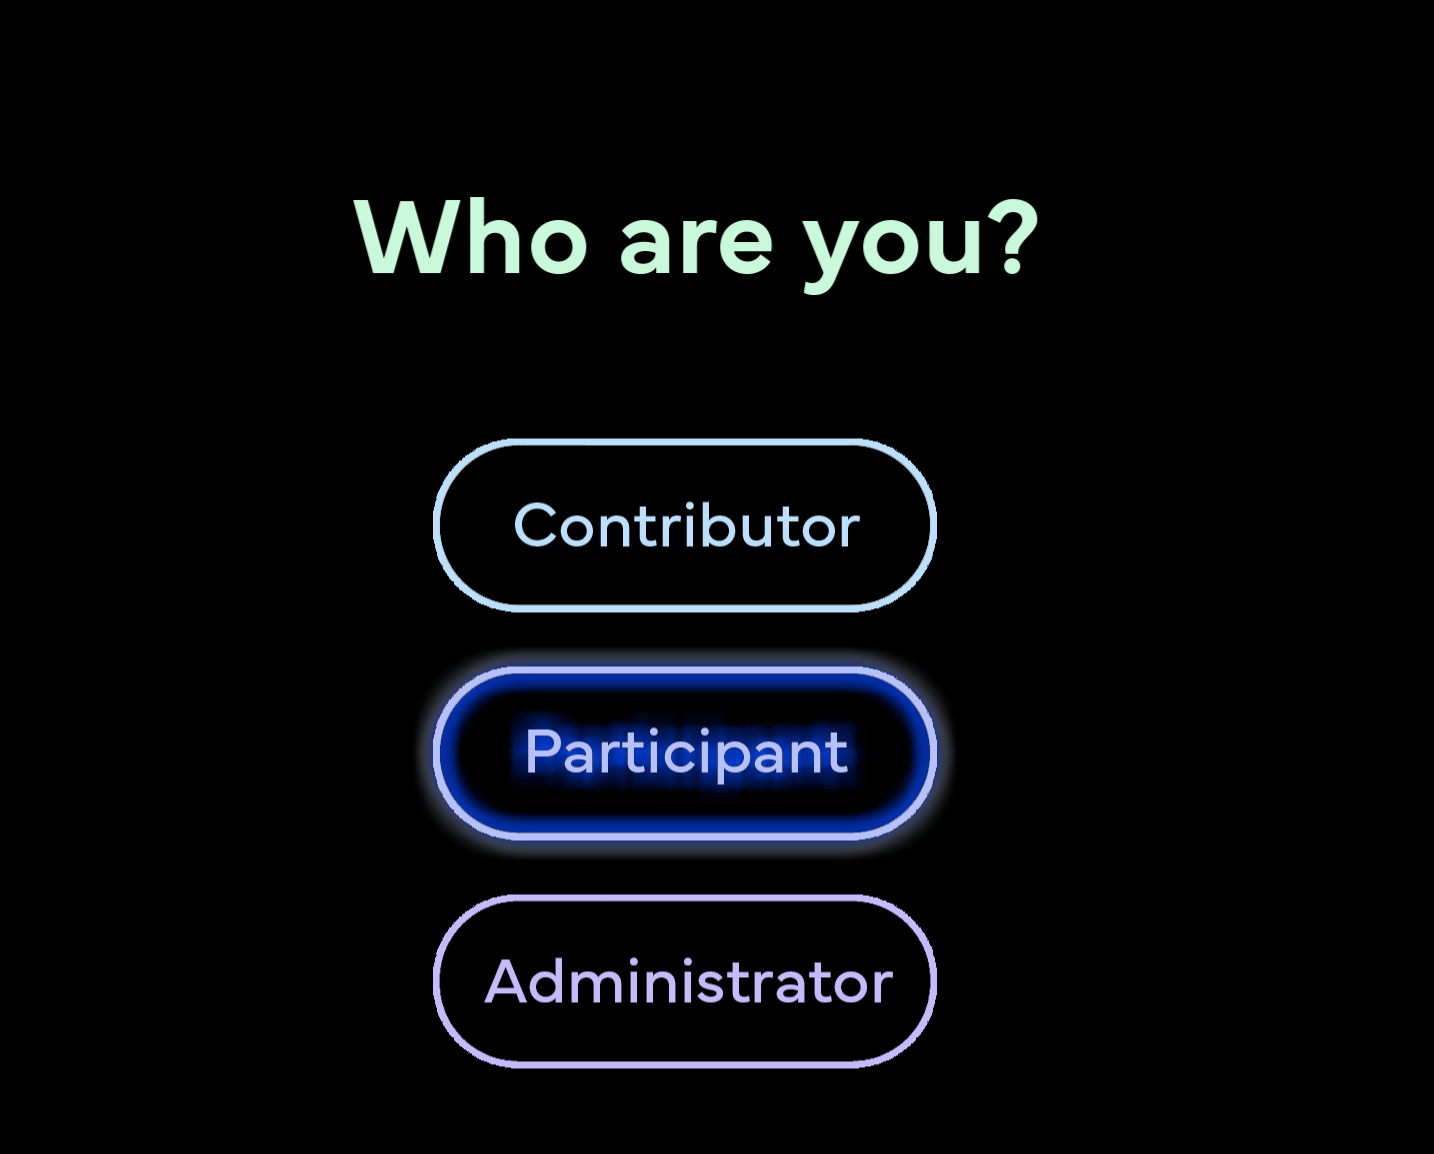 Who are you?
Contributor
Participant
Administrator